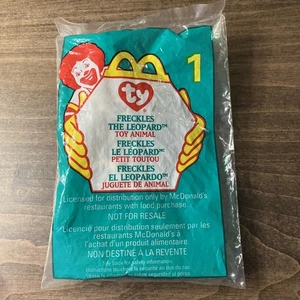 1
ty
FRECKLES
THE LEOPARD™
TOY ANIMAL
FRECKLES
LE LÉOPARD MC
PETIT TOUTOU
FRECKLES
EL LEOPARDO™
JUGUETE DE ANIMAL
Licensed for distribution only by McDonald's
restaurants with food purchase.
NOT FOR RESALE
Licencié pour distribution seulement par les
restaurants McDonald's à
l'achat d'un produit alimentaire.
NON DESTINÉ À LA REVENTE